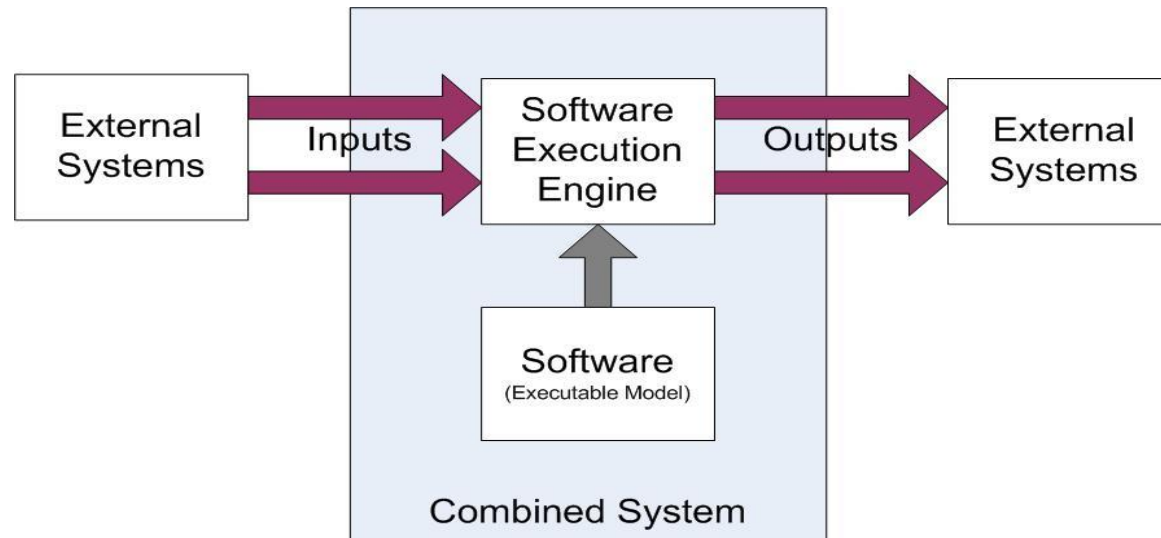 External
Systems
Inputs
Software
Execution
Engine
Outputs
External
Systems
Software
(Executable Model)
Combined System